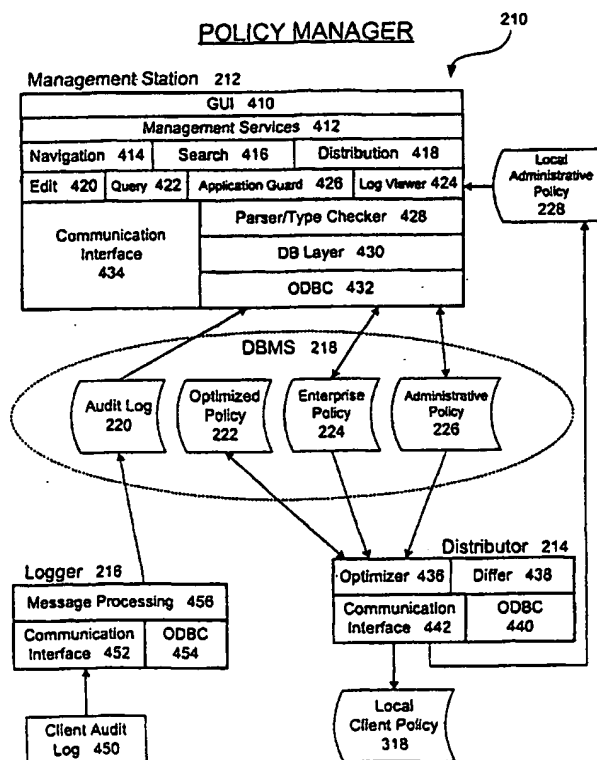 POLICY MANAGER
210
Management Station 212
GUI 410
Management Services 412
Navigation 414
Search 416
Distribution 418
Edit 420
Query 422
Application Guard 426
Log Viewer 424
Local
Administrative
Policy
228
Communication
Interface
434
Parser/Type Checker 428
DB Layer 430
ODBC 432
DBMS 218
Audit Log
220
Optimized
Policy
222
Enterprise
Policy
224
Administrative
Policy
226
Logger 216
Message Processing 456
Communication
Interface 452
ODBC
454
Client Audit
Log 450
Distributor 214
Optimizer 436
Differ 438
Communication
Interface 442
ODBC
440
Local
Client Policy
318